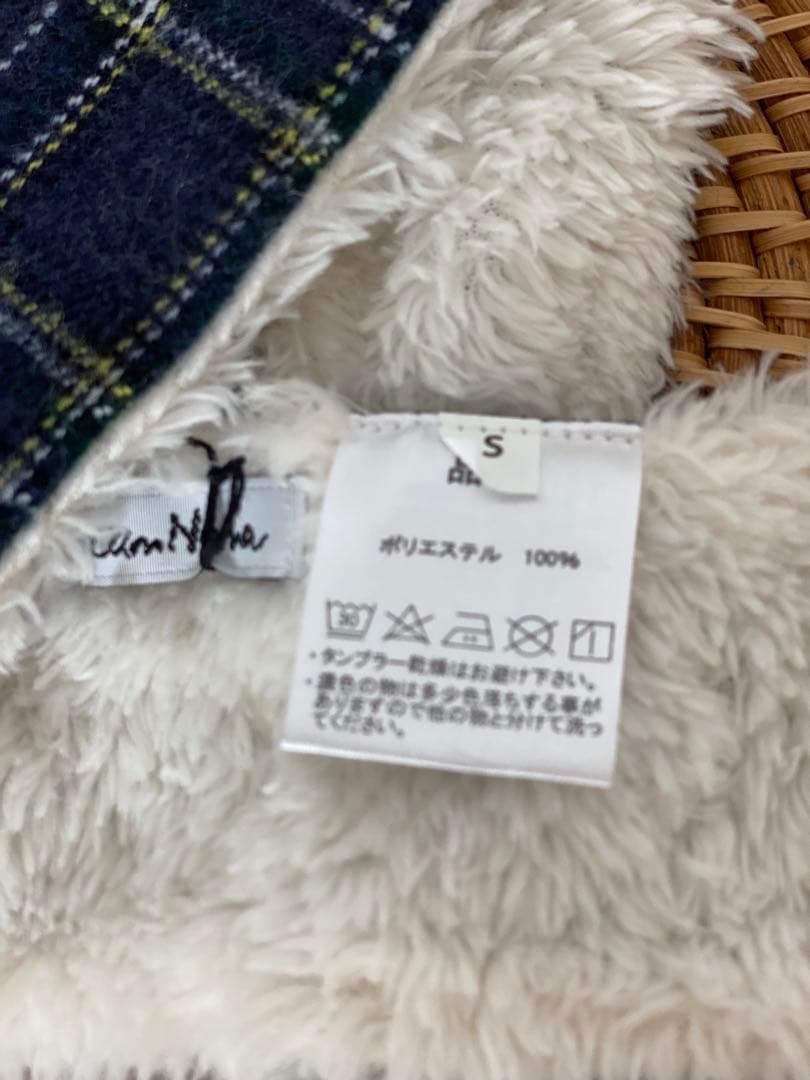 S
ポリエステル 100%
30
・タンブラー乾燥はお避け下さい。
・濃色の物は多少色落ちする事が
ありますので他の物と分けて洗っ
てください。